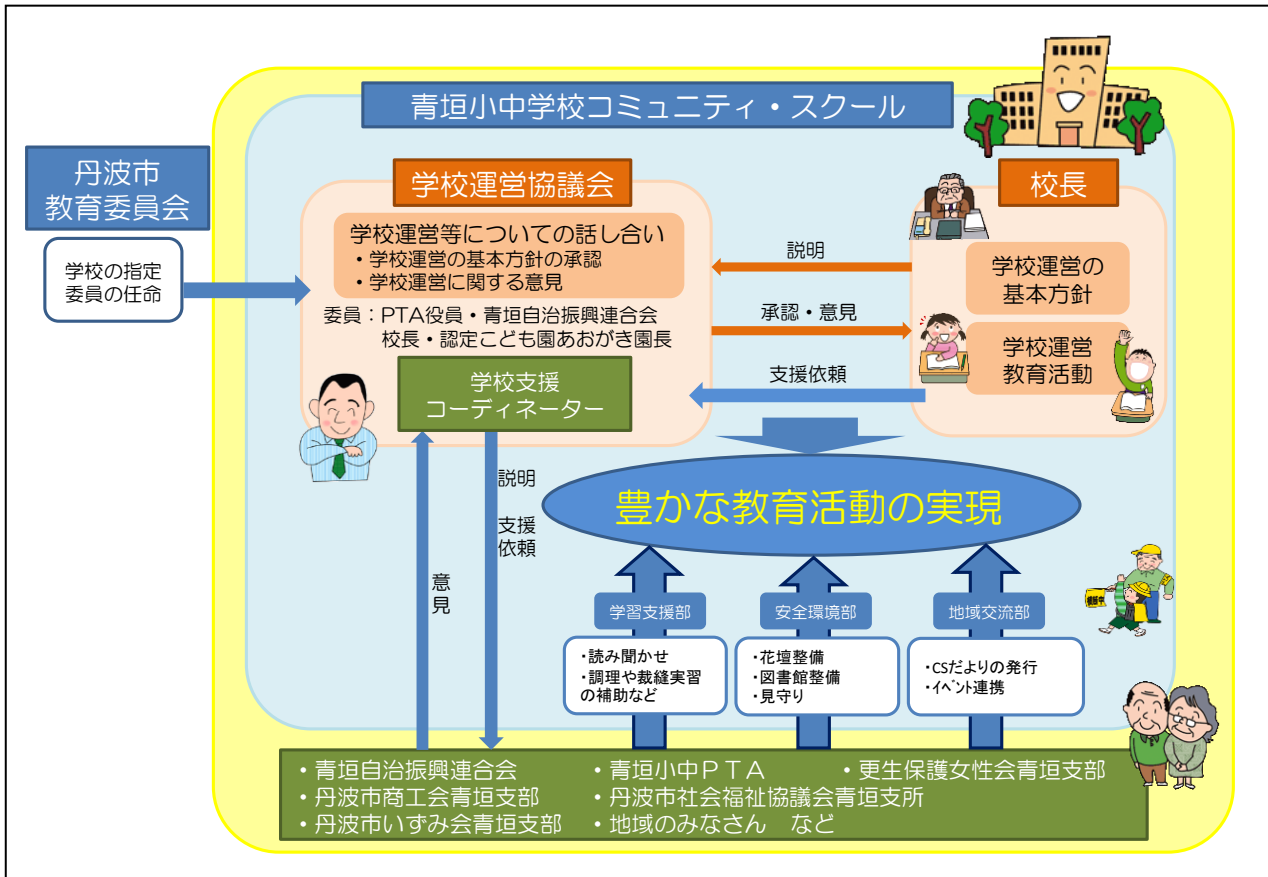 青垣小中学校コミュニティ・スクール
丹波市
教育委員会
学校の指定
委員の任命
学校運営協議会
学校運営等についての話し合い
・学校運営の基本方針の承認
・学校運営に関する意見
委員：PTA役員・青垣自治振興連合会
校長・認定こども園あおがき園長
学校支援
コーディネーター
校長
学校運営の
基本方針
学校運営
教育活動
説明
承認・意見
支援依頼
意見
説明
支援
依頼
豊かな教育活動の実現
学習支援部
・読み聞かせ
・調理や裁縫実習
の補助など
安全環境部
・花壇整備
・図書館整備
・見守り
地域交流部
・CSだよりの発行
・ｲﾍﾞﾝﾄ連携
・青垣自治振興連合会
・丹波市商工会青垣支部
・丹波市いずみ会青垣支部
・青垣小中ＰＴＡ
・丹波市社会福祉協議会青垣支所
・地域のみなさん　など
・更生保護女性会青垣支部